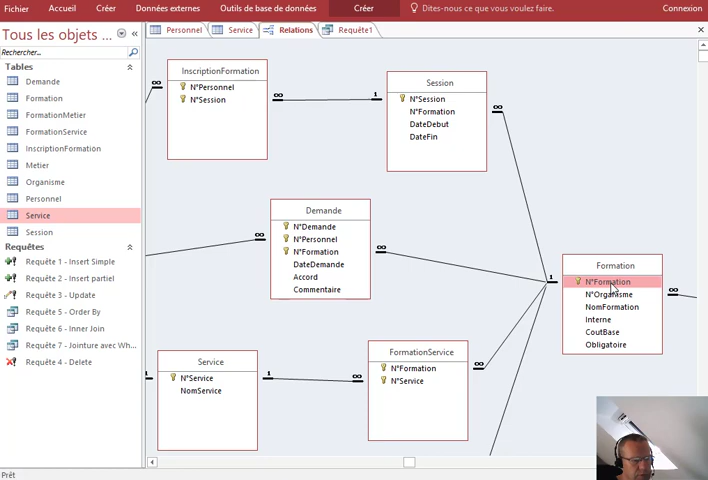 Fichier Accueil Créer Données externes Outils de base de données Créer Dites-nous ce que vous voulez faire. Connexion
Tous les objets ... «
Personnel Service Relations Requête1 ×
Rechercher...
Tables
Demande
Formation
FormationMetier
FormationService
InscriptionFormation
Metier
Organisme
Personnel
Service
Session
Requêtes
Requête 1 - Insert Simple
Requête 2 - Insert partiel
Requête 3 - Update
Requête 5 - Order By
Requête 6 - Inner Join
Requête 7 - Jointure avec Wh...
Requête 4 - Delete
InscriptionFormation
N°Personnel
N°Session
∞
∞ 1
Session
N°Session
N°Formation
DateDebut
DateFin
∞
Demande
N°Demande
N°Personnel
N°Formation
DateDemande
Accord
Commentaire
∞
∞ 1
Formation
N°Formation
N°Organisme
NomFormation
Interne
CoutBase
Obligatoire
∞
Service
N°Service
NomService
1
1 ∞
FormationService
N°Formation
N°Service
∞
Prêt